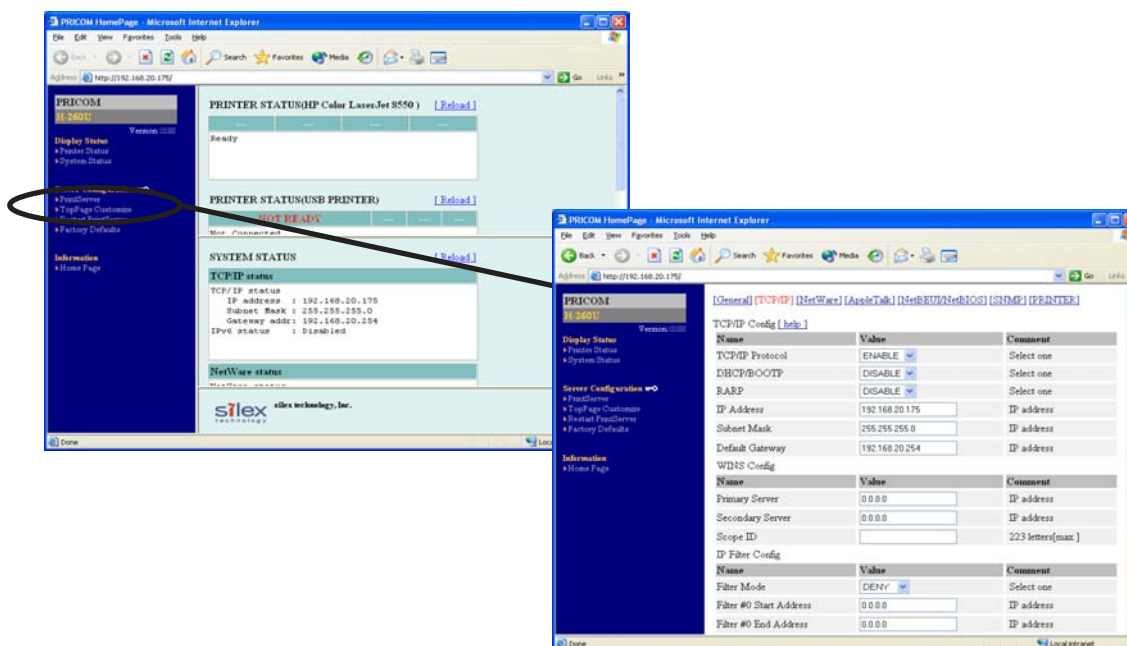 PRICOM HomePage - Microsoft Internet Explorer
File Edit View Favorites Tools Help
Back Search Favorites Media
Address http://192.168.20.175/ Go Links »
PRICOM
H-260U
Version
Display Status
Printer Status
System Status
PrintServer
TopPage Customize
Factory Defaults
Information
Home Page
PRINTER STATUS(HP Color LaserJet 8550 ) [ Reload ]
--- --- --- ---
Ready
PRINTER STATUS(USB PRINTER) [ Reload ]
NOT READY --- --- ---
Not Connected
SYSTEM STATUS [ Reload ]
TCP/IP status
TCP/IP status
IP address : 192.168.20.175
Subnet Mask : 255.255.255.0
Gateway addr: 192.168.20.254
IPv6 status : Disabled
NetWare status
NetWare status
silex technology
silex technology, Inc.
Done
PRICOM HomePage - Microsoft Internet Explorer
File Edit View Favorites Tools Help
Back Search Favorites Media
Address http://192.168.20.175/ Go Links
PRICOM
H-260U
Version
Display Status
Printer Status
System Status
Server Configuration
PrintServer
TopPage Customize
Restart PrintServer
Factory Defaults
Information
Home Page
[General] [TCP/IP] [NetWare] [AppleTalk] [NetBEUI/NetBIOS] [SNMP] [PRINTER]
TCP/IP Config [ help ]
Name Value Comment
TCP/IP Protocol ENABLE Select one
DHCP/BOOTP DISABLE Select one
RARP DISABLE Select one
IP Address 192.168.20.175 IP address
Subnet Mask 255.255.255.0 IP address
Default Gateway 192.168.20.254 IP address
WINS Config
Name Value Comment
Primary Server 0.0.0.0 IP address
Secondary Server 0.0.0.0 IP address
Scope ID 223 letters[max.]
IP Filter Config
Name Value Comment
Filter Mode DENY Select one
Filter #0 Start Address 0.0.0.0 IP address
Filter #0 End Address 0.0.0.0 IP address
Done Local intranet